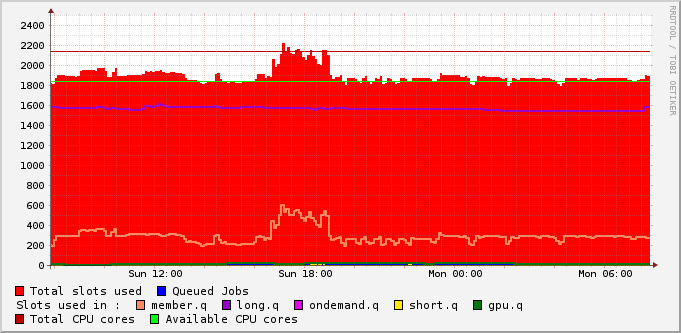 RRDTOOL / TOBI OETIKER
2400
2200
2000
1800
1600
1400
1200
1000
800
600
400
200
0
Sun 12:00 Sun 18:00 Mon 00:00 Mon 06:00
Total slots used Queued Jobs
Slots used in : member.q long.q ondemand.q short.q gpu.q
Total CPU cores Available CPU cores